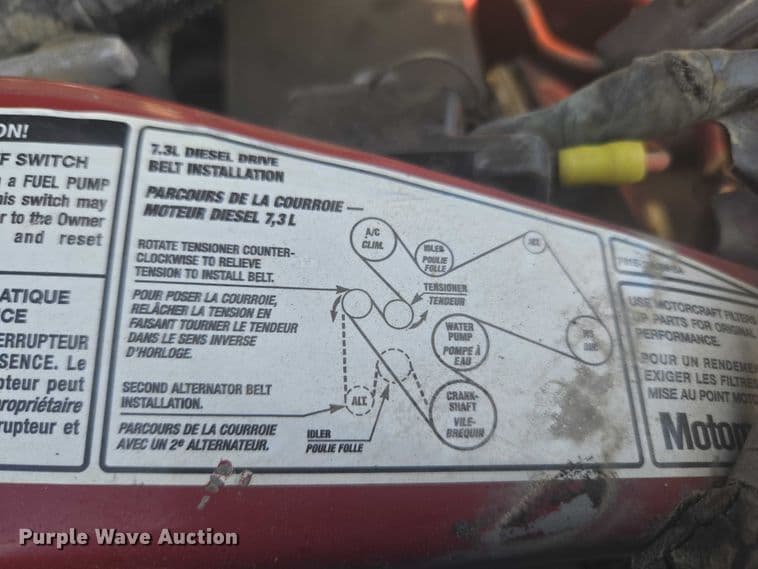 ON!
F SWITCH
a FUEL PUMP
his switch may
r to the Owner
and reset
ATIQUE
CE
ERRUPTEUR
SENCE. Le
pteur peut
propriétaire
rupteur et
7.3L DIESEL DRIVE
BELT INSTALLATION
PARCOURS DE LA COURROIE —
MOTEUR DIESEL 7,3 L
ROTATE TENSIONER COUNTER-
CLOCKWISE TO RELIEVE
TENSION TO INSTALL BELT.
POUR POSER LA COURROIE,
RELÂCHER LA TENSION EN
FAISANT TOURNER LE TENDEUR
DANS LE SENS INVERSE
D'HORLOGE.
SECOND ALTERNATOR BELT
INSTALLATION.
PARCOURS DE LA COURROIE
AVEC UN 2e ALTERNATEUR.
A/C
CLIM.
IDLER
POULIE
FOLLE
ALT.
TENSIONER
TENDEUR
WATER
PUMP
POMPE À
EAU
CRANK-
SHAFT
VILE-
BREQUIN
ALT.
IDLER
POULIE FOLLE
USE MOTORCRAFT FILTERS
PARTS FOR ORIGINAL
PERFORMANCE.
POUR UN RENDEME
EXIGER LES FILTRES
MISE AU POINT MOTO
Motor
Purple Wave Auction